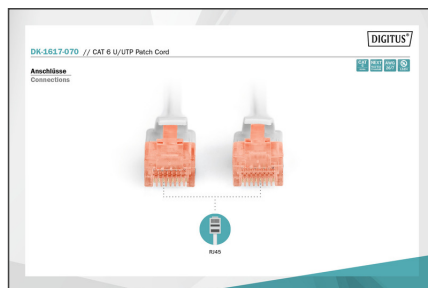 DIGITUS®
DK-1617-070 // CAT 6 U/UTP Patch Cord
Anschlüsse
Connections
RJ45